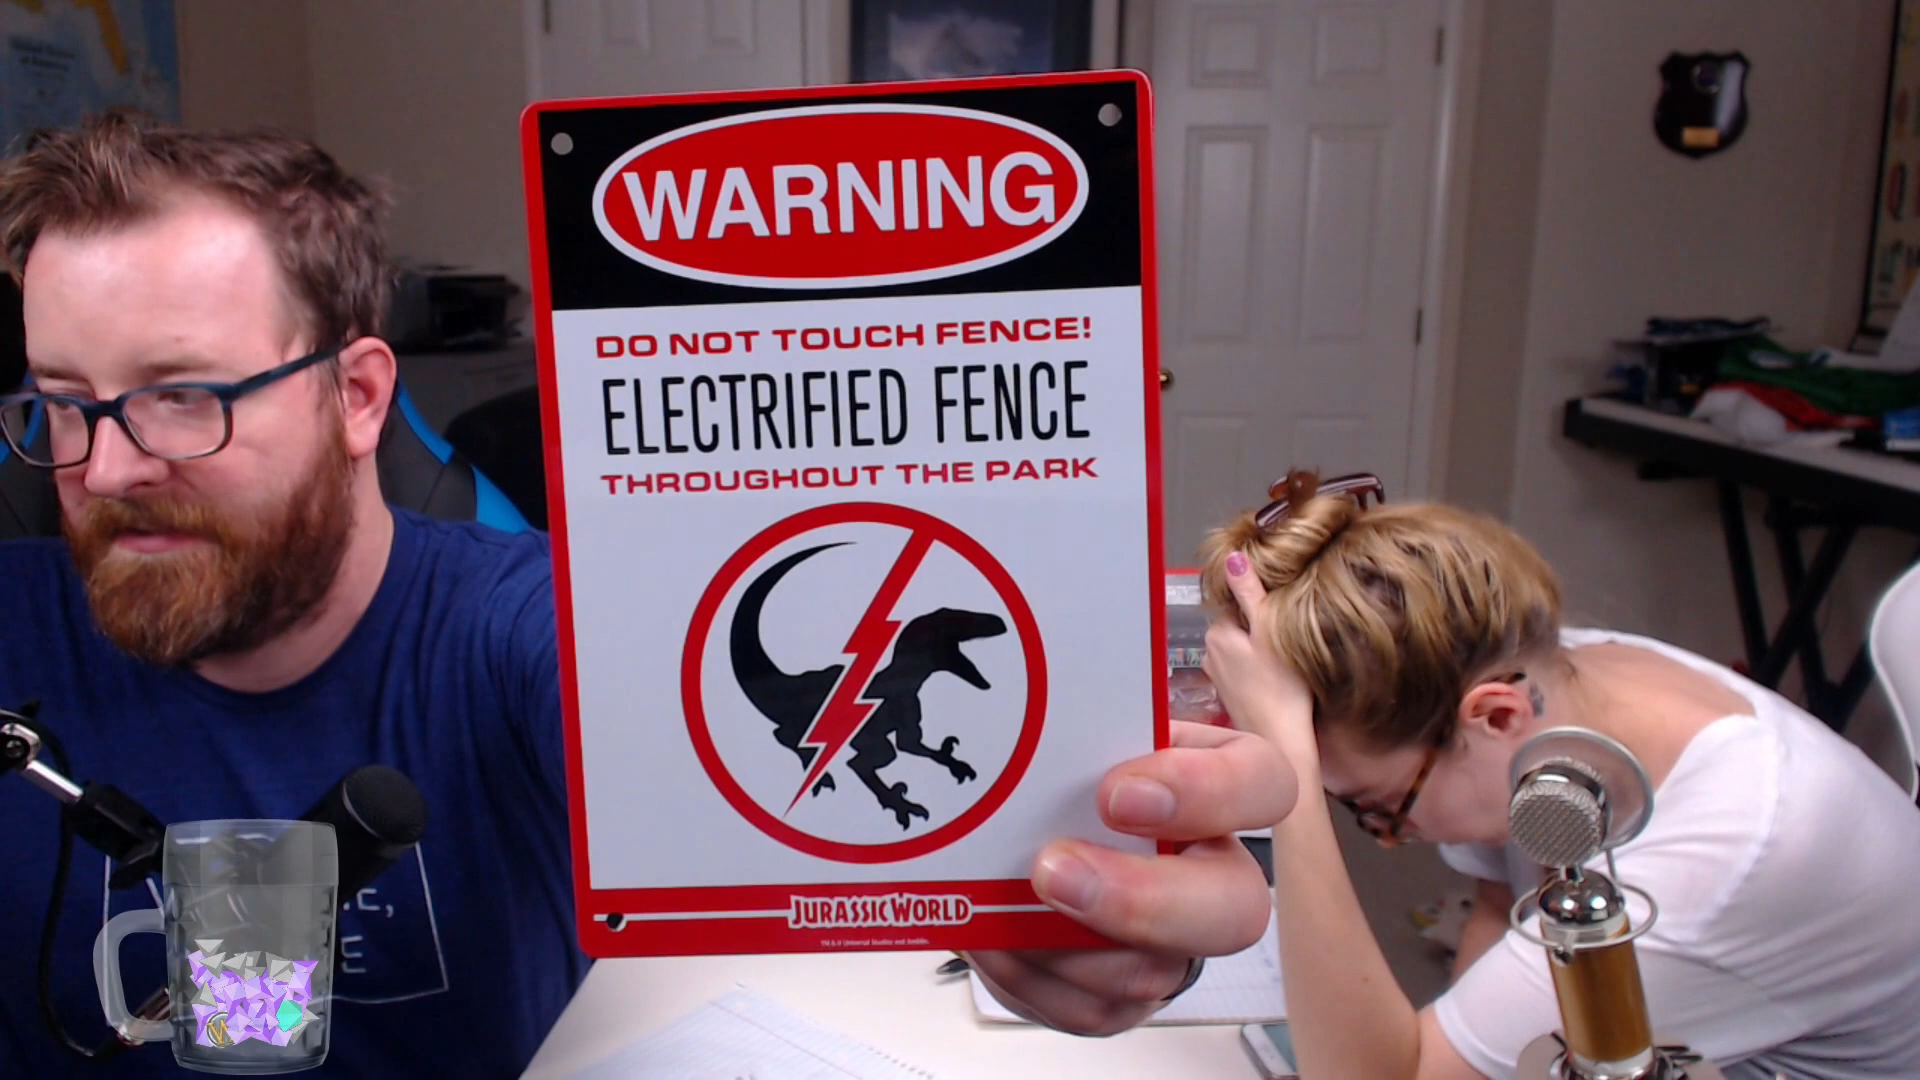 WARNING
DO NOT TOUCH FENCE!
ELECTRIFIED FENCE
THROUGHOUT THE PARK
JURASSIC WORLD